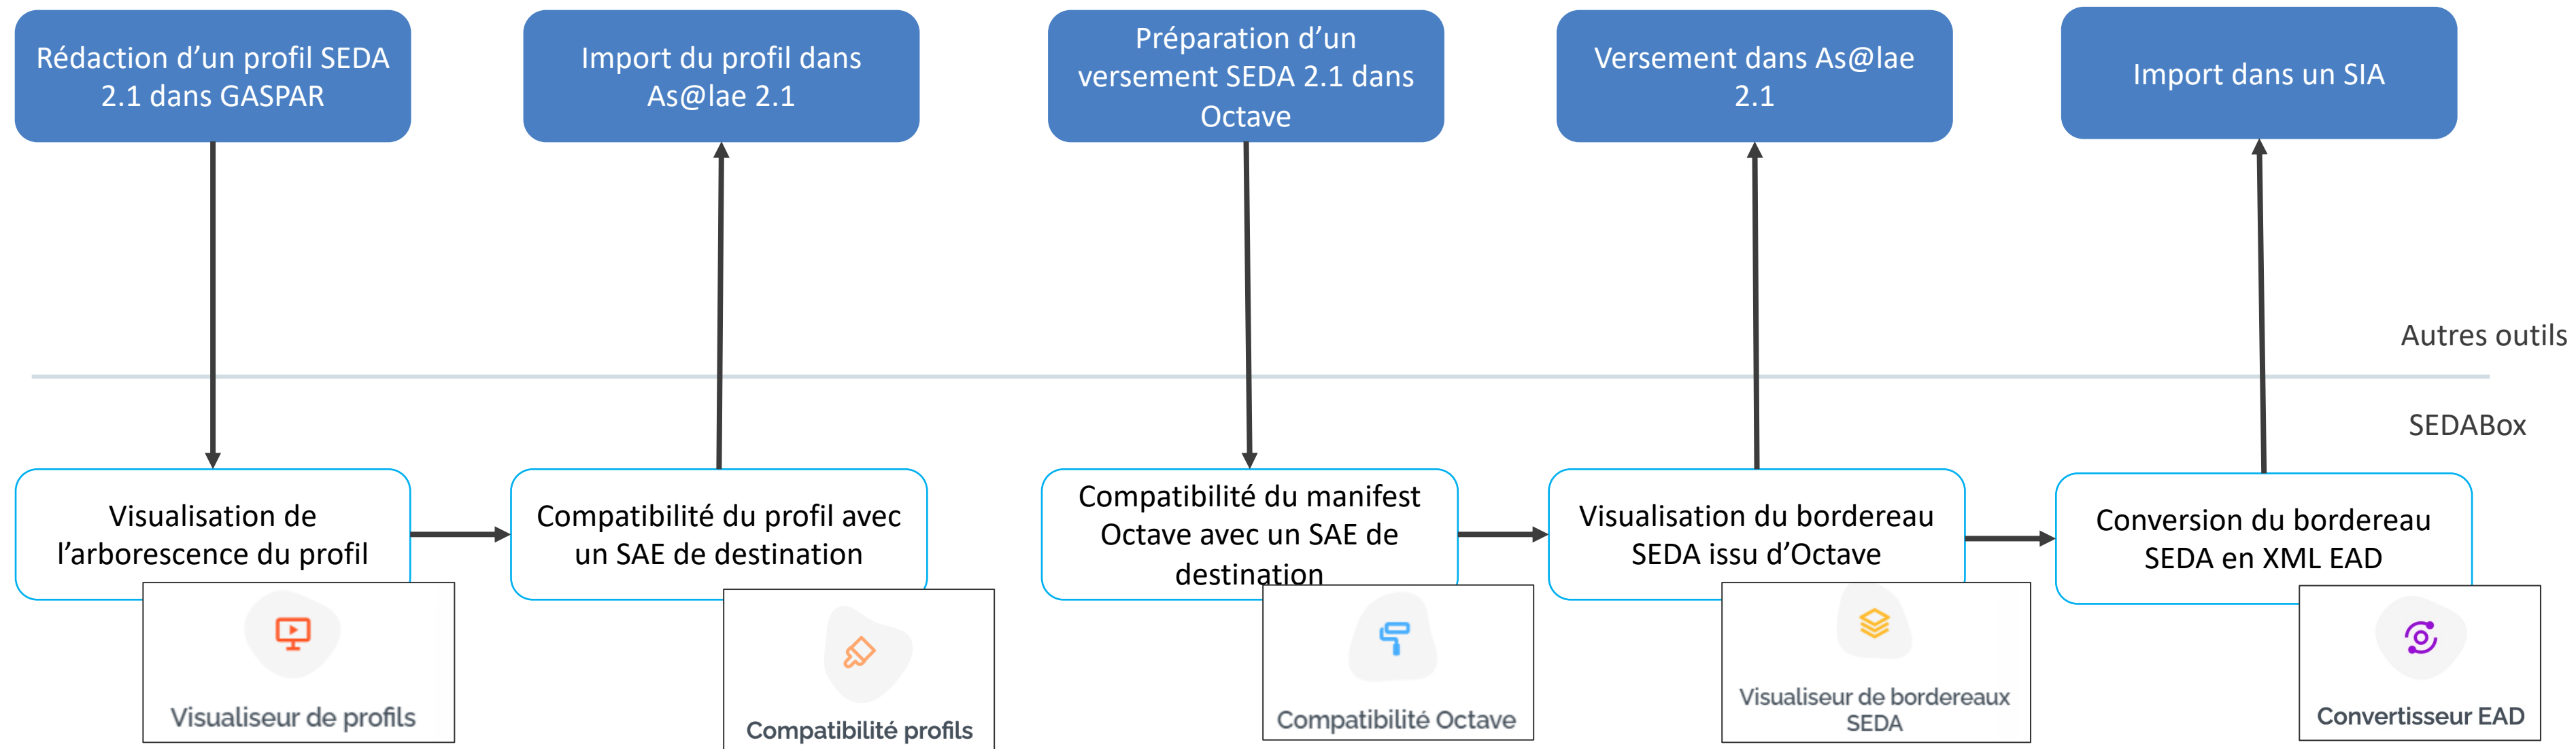 Rédaction d’un profil SEDA
2.1 dans GASPAR
Import du profil dans
As@lae 2.1
Préparation d’un
versement SEDA 2.1 dans
Octave
Versement dans As@lae
2.1
Import dans un SIA
Autres outils
SEDABox
Visualisation de
l’arborescence du profil
Compatibilité du profil avec
un SAE de destination
Compatibilité du manifest
Octave avec un SAE de
destination
Visualisation du bordereau
SEDA issu d’Octave
Conversion du bordereau
SEDA en XML EAD
Visualiseur de profils
Compatibilité profils
Compatibilité Octave
Visualiseur de bordereaux
SEDA
Convertisseur EAD